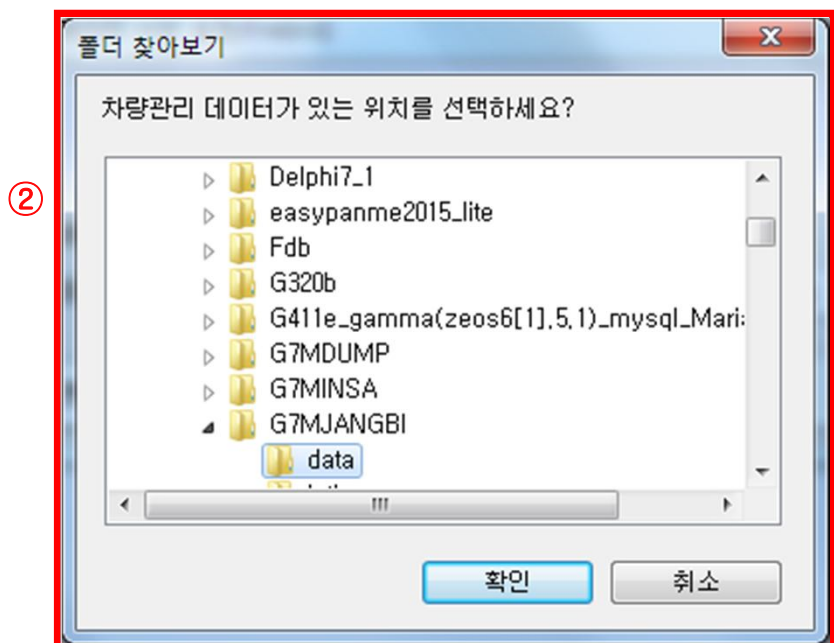 폴더 찾아보기
차량관리 데이터가 있는 위치를 선택하세요?
②
Delphi7_1
easypanme2015_lite
Fdb
G320b
G411e_gamma(zeos6[1],5,1)_mysql_Mari
G7MDUMP
G7MINSA
G7MJANGBI
data
확인 취소